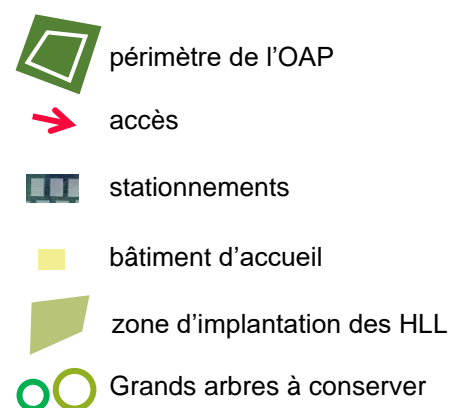 périmètre de l’OAP
accès
stationnements
bâtiment d’accueil
zone d’implantation des HLL
Grands arbres à conserver